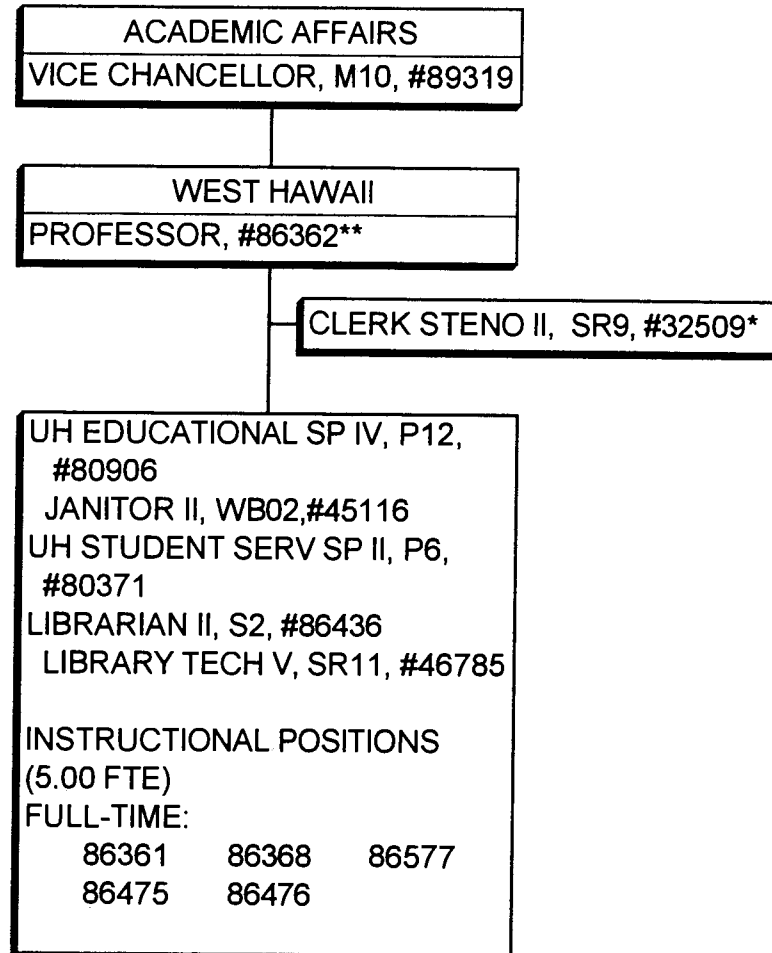 ACADEMIC AFFAIRS
VICE CHANCELLOR, M10, #89319
WEST HAWAII
PROFESSOR, #86362**
CLERK STENO II, SR9, #32509*
UH EDUCATIONAL SP IV, P12,
#80906
JANITOR II, WB02,#45116
UH STUDENT SERV SP II, P6,
#80371
LIBRARIAN II, S2, #86436
LIBRARY TECH V, SR11, #46785
INSTRUCTIONAL POSITIONS
(5.00 FTE)
FULL-TIME:
86361 86368 86577
86475 86476